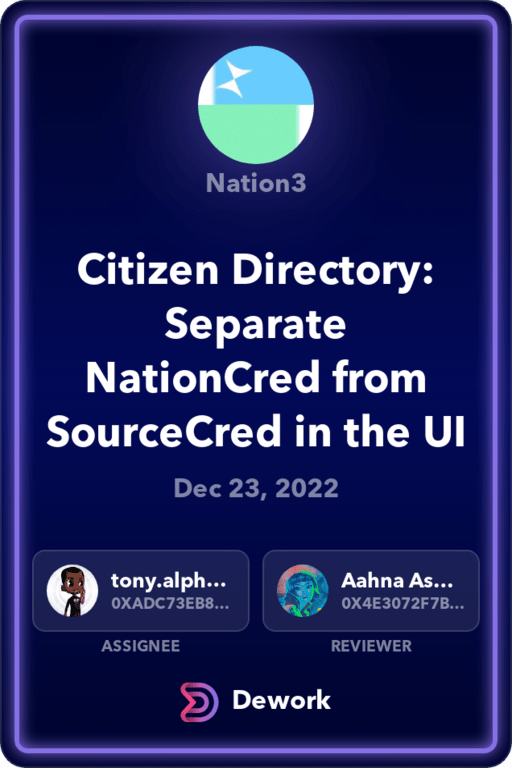 Nation3
Citizen Directory:
Separate
NationCred from
SourceCred in the UI
Dec 23, 2022
tony.alph...
0XADC73EB8...
ASSIGNEE
Aahna As...
0X4E3072F7B...
REVIEWER
Dework